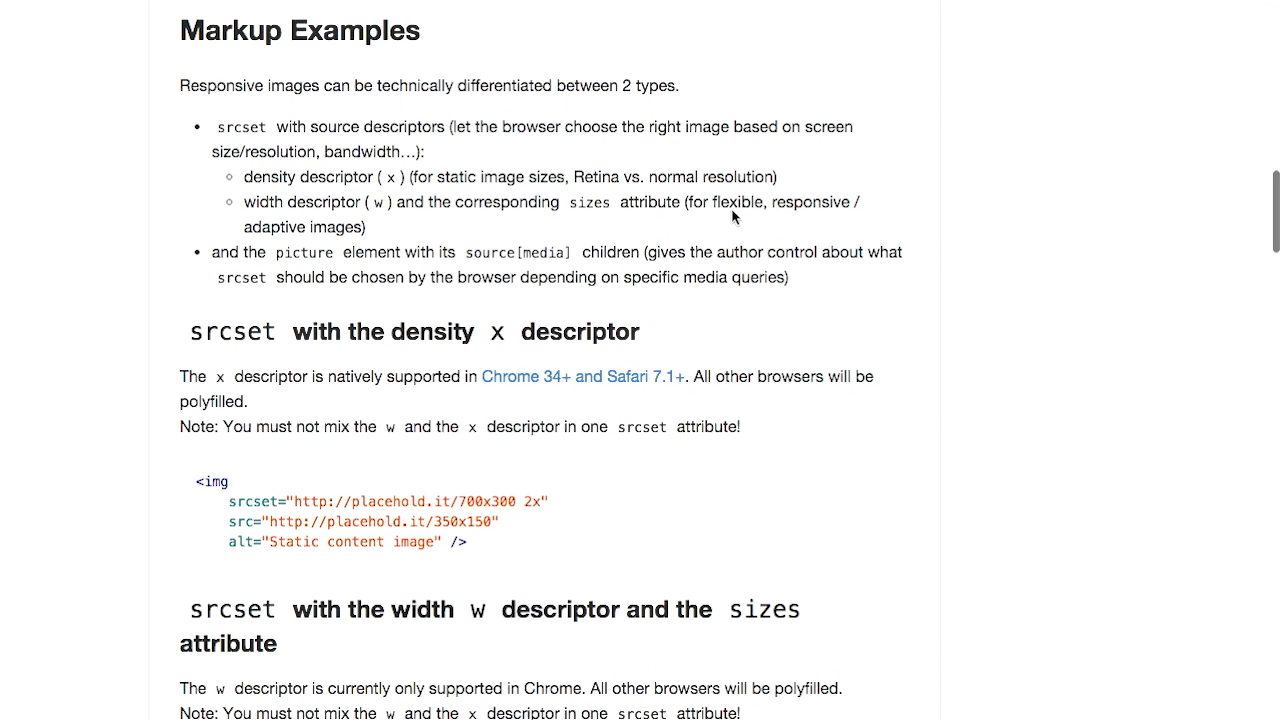 Markup Examples
Responsive images can be technically differentiated between 2 types.
• srcset with source descriptors (let the browser choose the right image based on screen
size/resolution, bandwidth…):
◦ density descriptor ( x ) (for static image sizes, Retina vs. normal resolution)
◦ width descriptor ( w ) and the corresponding sizes attribute (for flexible, responsive /
adaptive images)
• and the picture element with its source[media] children (gives the author control about what
srcset should be chosen by the browser depending on specific media queries)
srcset with the density x descriptor
The x descriptor is natively supported in Chrome 34+ and Safari 7.1+. All other browsers will be
polyfilled.
Note: You must not mix the w and the x descriptor in one srcset attribute!
<img
srcset="http://placehold.it/700x300 2x"
src="http://placehold.it/350x150"
alt="Static content image" />
srcset with the width w descriptor and the sizes
attribute
The w descriptor is currently only supported in Chrome. All other browsers will be polyfilled.
Note: You must not mix the w and the x descriptor in one srcset attribute!